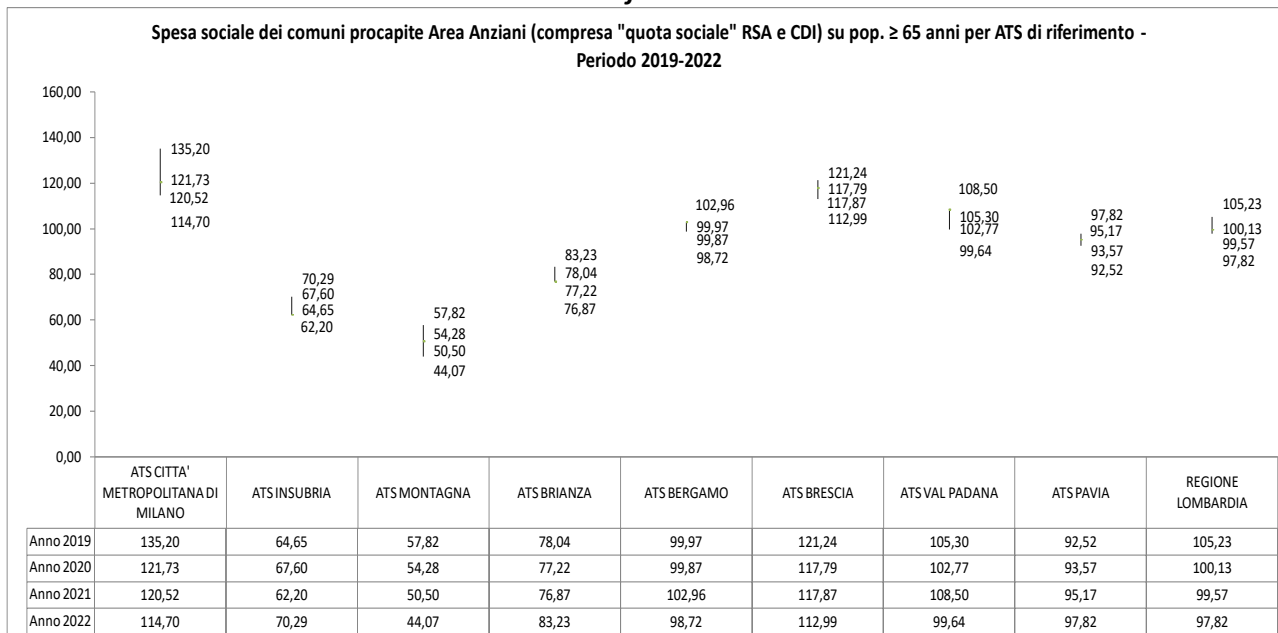 Spesa sociale dei comuni procapite Area Anziani (compresa "quota sociale" RSA e CDI) su pop. ≥ 65 anni per ATS di riferimento -
Periodo 2019-2022
160,00
140,00
120,00
100,00
80,00
60,00
40,00
20,00
0,00
135,20
121,73
120,52
114,70
70,29
67,60
64,65
62,20
57,82
54,28
50,50
44,07
83,23
78,04
77,22
76,87
102,96
99,97
99,87
98,72
121,24
117,79
117,87
112,99
108,50
105,30
102,77
99,64
97,82
95,17
93,57
92,52
105,23
100,13
99,57
97,82
ATS CITTA'
METROPOLITANA DI
MILANO
ATS INSUBRIA
ATS MONTAGNA
ATS BRIANZA
ATS BERGAMO
ATS BRESCIA
ATS VAL PADANA
ATS PAVIA
REGIONE
LOMBARDIA
Anno 2019 135,20 64,65 57,82 78,04 99,97 121,24 105,30 92,52 105,23
Anno 2020 121,73 67,60 54,28 77,22 99,87 117,79 102,77 93,57 100,13
Anno 2021 120,52 62,20 50,50 76,87 102,96 117,87 108,50 95,17 99,57
Anno 2022 114,70 70,29 44,07 83,23 98,72 112,99 99,64 97,82 97,82